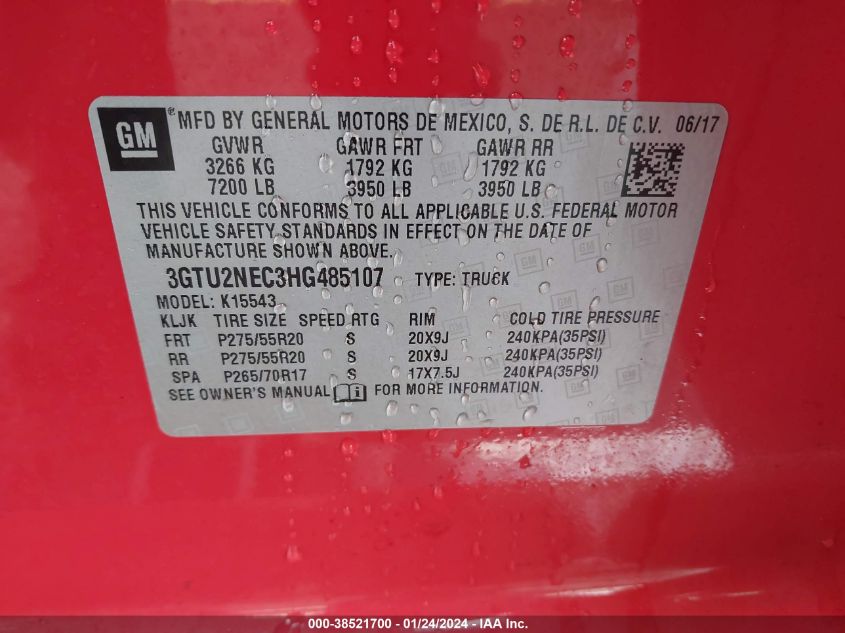 GM ® MFD BY GENERAL MOTORS DE MEXICO, S. DE R.L. DE C.V. 06/17
GVWR GAWR FRT GAWR RR
3266 KG 1792 KG 1792 KG
7200 LB 3950 LB 3950 LB
THIS VEHICLE CONFORMS TO ALL APPLICABLE U.S. FEDERAL MOTOR
VEHICLE SAFETY STANDARDS IN EFFECT ON THE DATE OF
MANUFACTURE SHOWN ABOVE.
3GTU2NEC3HG485107 TYPE: TRUCK
MODEL: K15543
KLJK TIRE SIZE SPEED RTG RIM COLD TIRE PRESSURE
FRT P275/55R20 S 20X9J 240KPA(35PSI)
RR P275/55R20 S 20X9J 240KPA(35PSI)
SPA P265/70R17 S 17X7.5J 240KPA(35PSI)
SEE OWNER'S MANUAL FOR MORE INFORMATION.
000-38521700 - 01/24/2024 - IAA Inc.